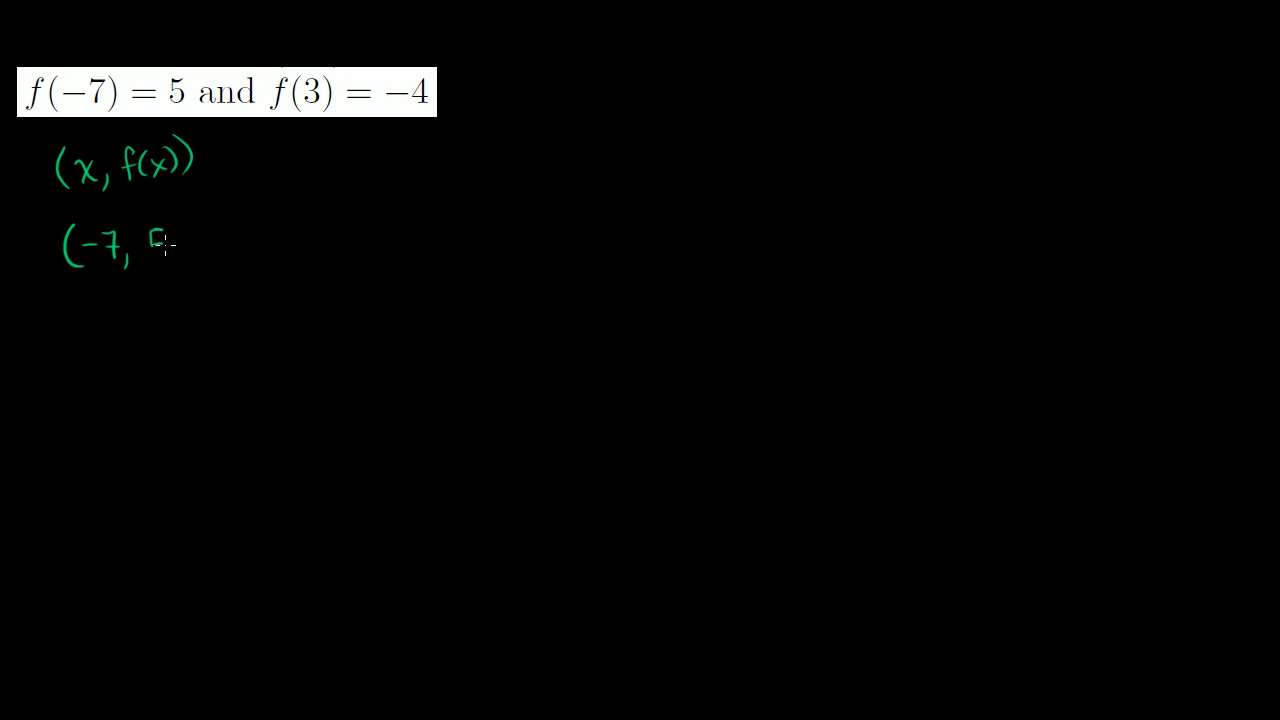 f(−7) = 5 and f(3) = −4
(x, f(x))
(-7, 5